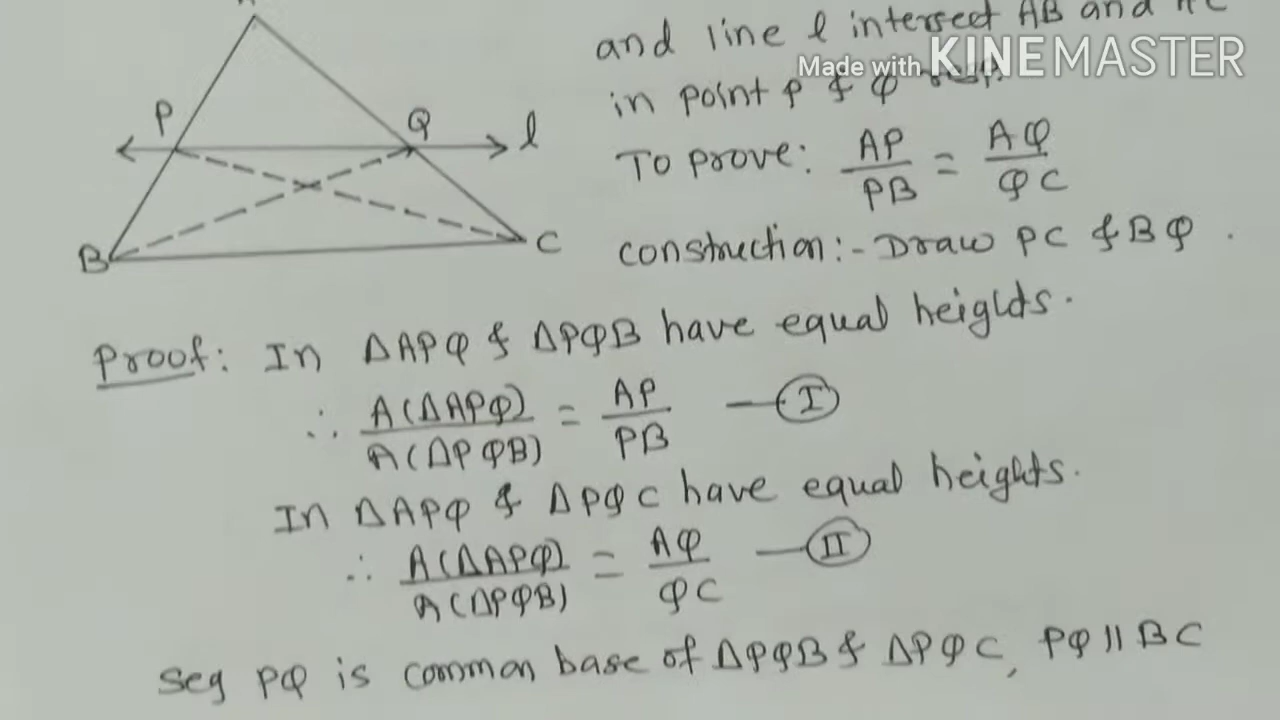 and line l intersect AB and AC
Made with KINEMASTER
in point P & Q resp.
P
Q
l
To prove: AP/PB = AQ/QC
B
C
construction:- Draw PC & BQ.
Proof: In ΔAPQ & ΔPQB have equal heights.
∴ A(ΔAPQ)/A(ΔPQB) = AP/PB — I
In ΔAPQ & ΔPQC have equal heights.
∴ A(ΔAPQ)/A(ΔPQB) = AQ/QC — II
Seg PQ is common base of ΔPQB & ΔPQC, PQ || BC